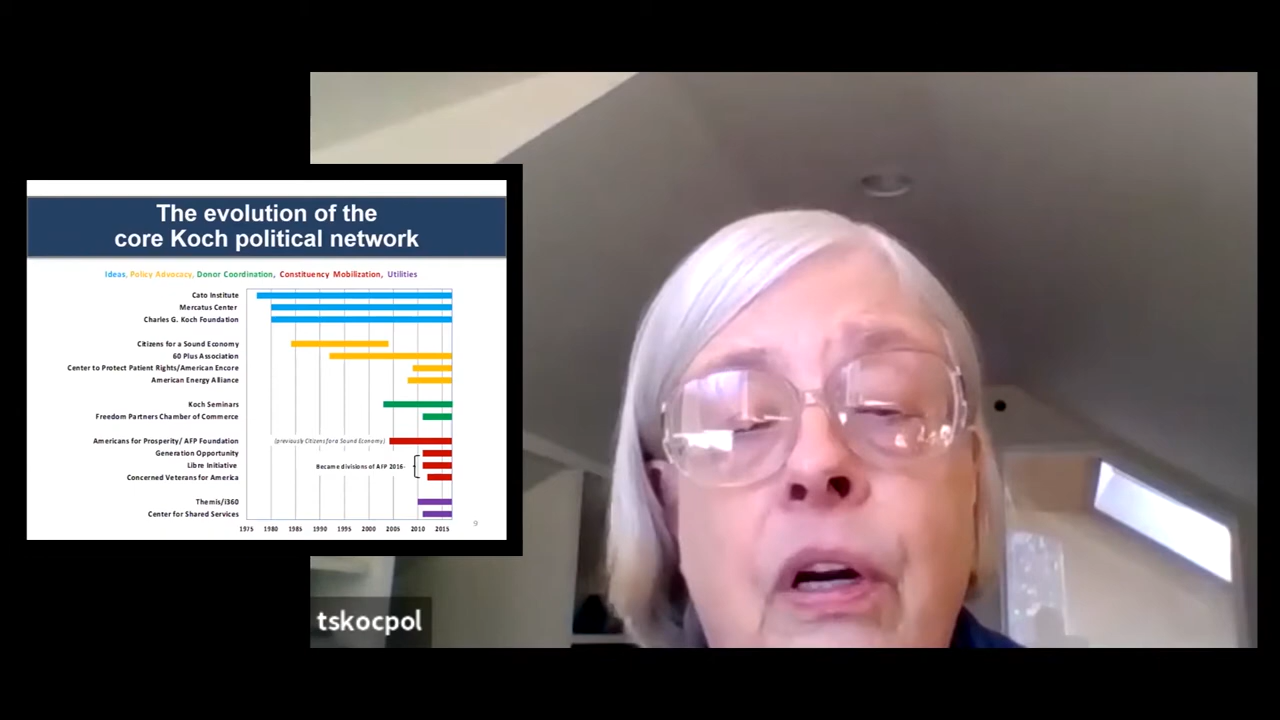 The evolution of the
core Koch political network
Ideas, Policy Advocacy, Donor Coordination, Constituency Mobilization, Utilities
Cato Institute
Mercatus Center
Charles G. Koch Foundation
Citizens for a Sound Economy
60 Plus Association
Center to Protect Patient Rights/American Encore
American Energy Alliance
Koch Seminars
Freedom Partners Chamber of Commerce
Americans for Prosperity/ AFP Foundation
(previously Citizens for a Sound Economy)
Generation Opportunity
Libre Initiative
Became divisions of AFP 2016-
Concerned Veterans for America
Themis/i360
Center for Shared Services
1975 1980 1985 1990 1995 2000 2005 2010 2015
9
tskocpol